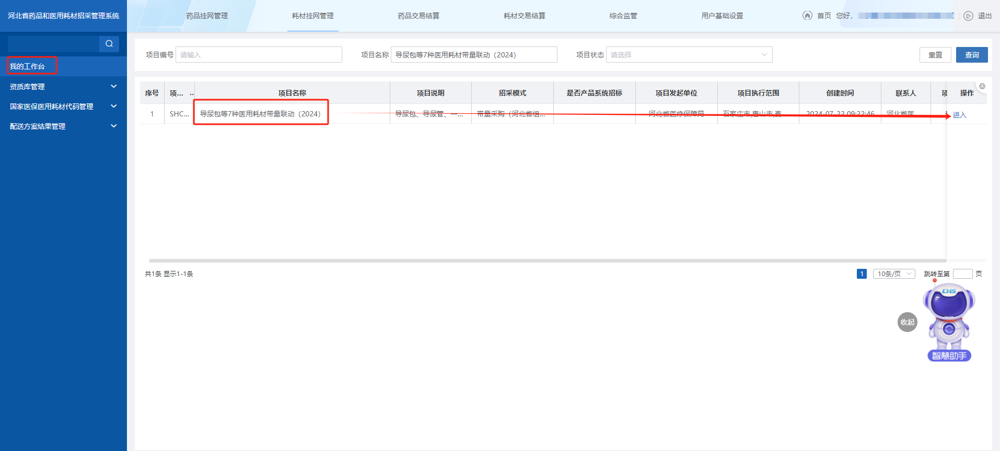 河北省药品和医用耗材招采管理系统
药品挂网管理 耗材挂网管理 药品交易结算 耗材交易结算 综合监管 用户基础设置 首页 您好, 退出
我的工作台
资质库管理
国家医保医用耗材代码管理
配送方案结果管理
项目编号 请输入 项目名称 导尿包等7种医用耗材带量联动（2024） 项目状态 请选择 重置 查询
序号 项... .. 项目名称 项目说明 招采模式 是否产品系统招标 项目发起单位 项目执行范围 创建时间 联系人 项 操作
1 SHC... 导尿包等7种医用耗材带量联动（2024） 导尿包、导尿管、一... 带量采购（河北省组... 河北省医疗保障局 石家庄市,唐山市,秦 2024-07-22 09:22:46 河北省医 进入
共1条 显示1-1条
1 10条/页 跳转至第 页
CHS
收起
智慧助手